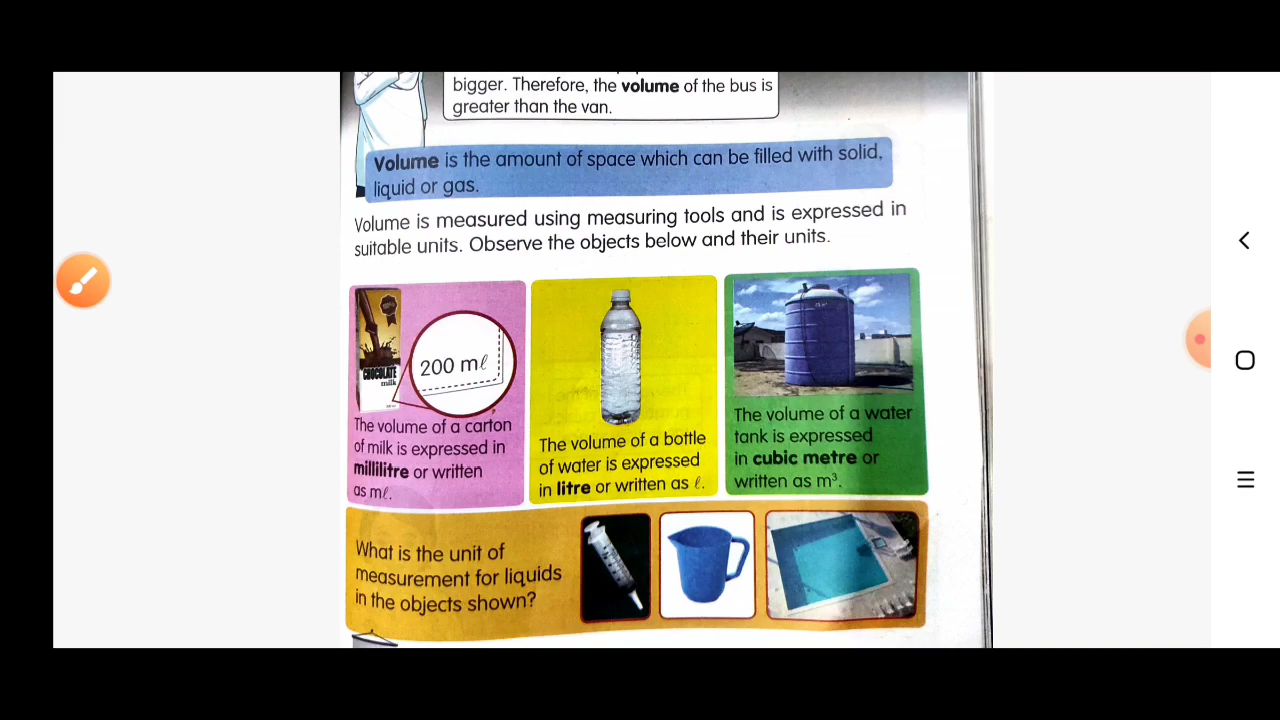 bigger. Therefore, the volume of the bus is
greater than the van.
Volume is the amount of space which can be filled with solid,
liquid or gas.
Volume is measured using measuring tools and is expressed in
suitable units. Observe the objects below and their units.
CHOCOLATE
milk
200 mℓ
The volume of a carton
of milk is expressed in
millilitre or written
as mℓ.
The volume of a bottle
of water is expressed
in litre or written as ℓ.
The volume of a water
tank is expressed
in cubic metre or
written as m³.
What is the unit of
measurement for liquids
in the objects shown?